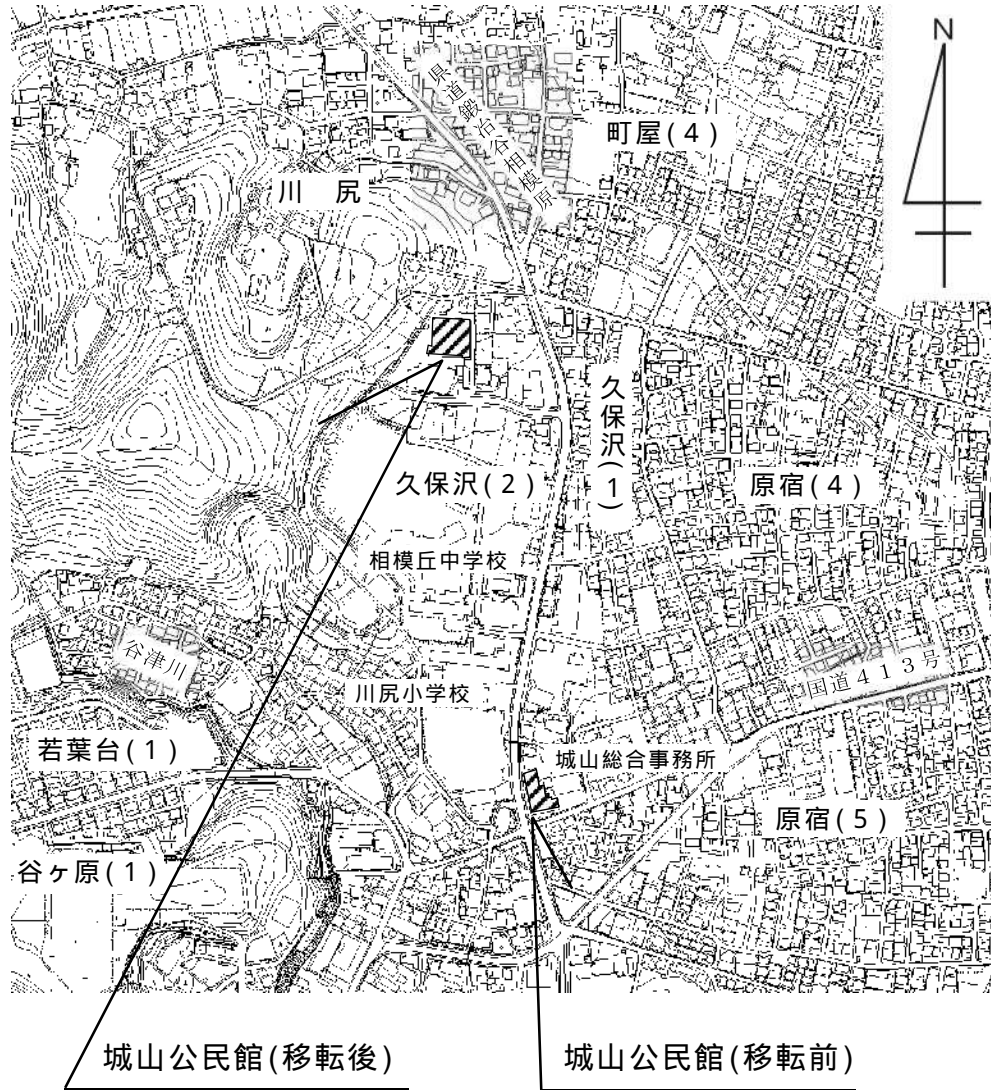 N
県道鍛冶谷相模原
町屋(4)
川 尻
久保沢(1)
久保沢(2)
原宿(4)
相模丘中学校
谷津川
国道413号
川尻小学校
若葉台(1)
城山総合事務所
原宿(5)
谷ヶ原(1)
城山公民館(移転後)
城山公民館(移転前)